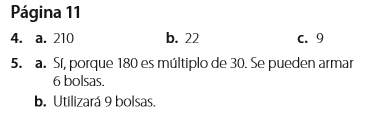 Página 11
4. a. 210 b. 22 c. 9
5. a. Sí, porque 180 es múltiplo de 30. Se pueden armar
6 bolsas.
b. Utilizará 9 bolsas.